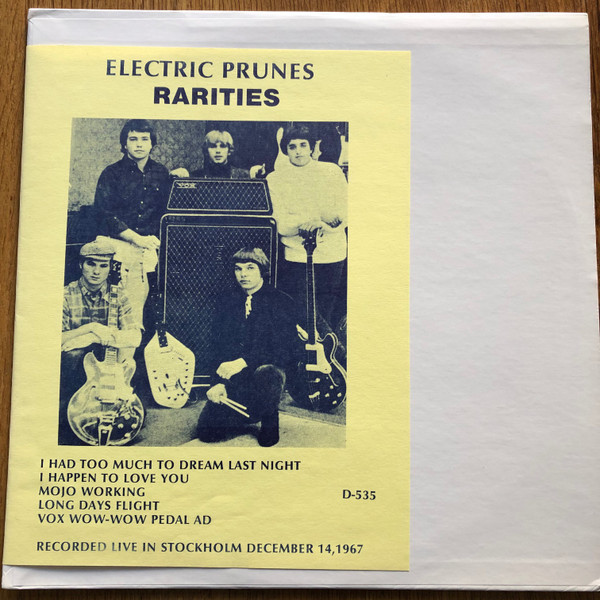 ELECTRIC PRUNES
RARITIES
VOX
I HAD TOO MUCH TO DREAM LAST NIGHT
I HAPPEN TO LOVE YOU
MOJO WORKING
LONG DAYS FLIGHT
VOX WOW-WOW PEDAL AD
D-535
RECORDED LIVE IN STOCKHOLM DECEMBER 14,1967